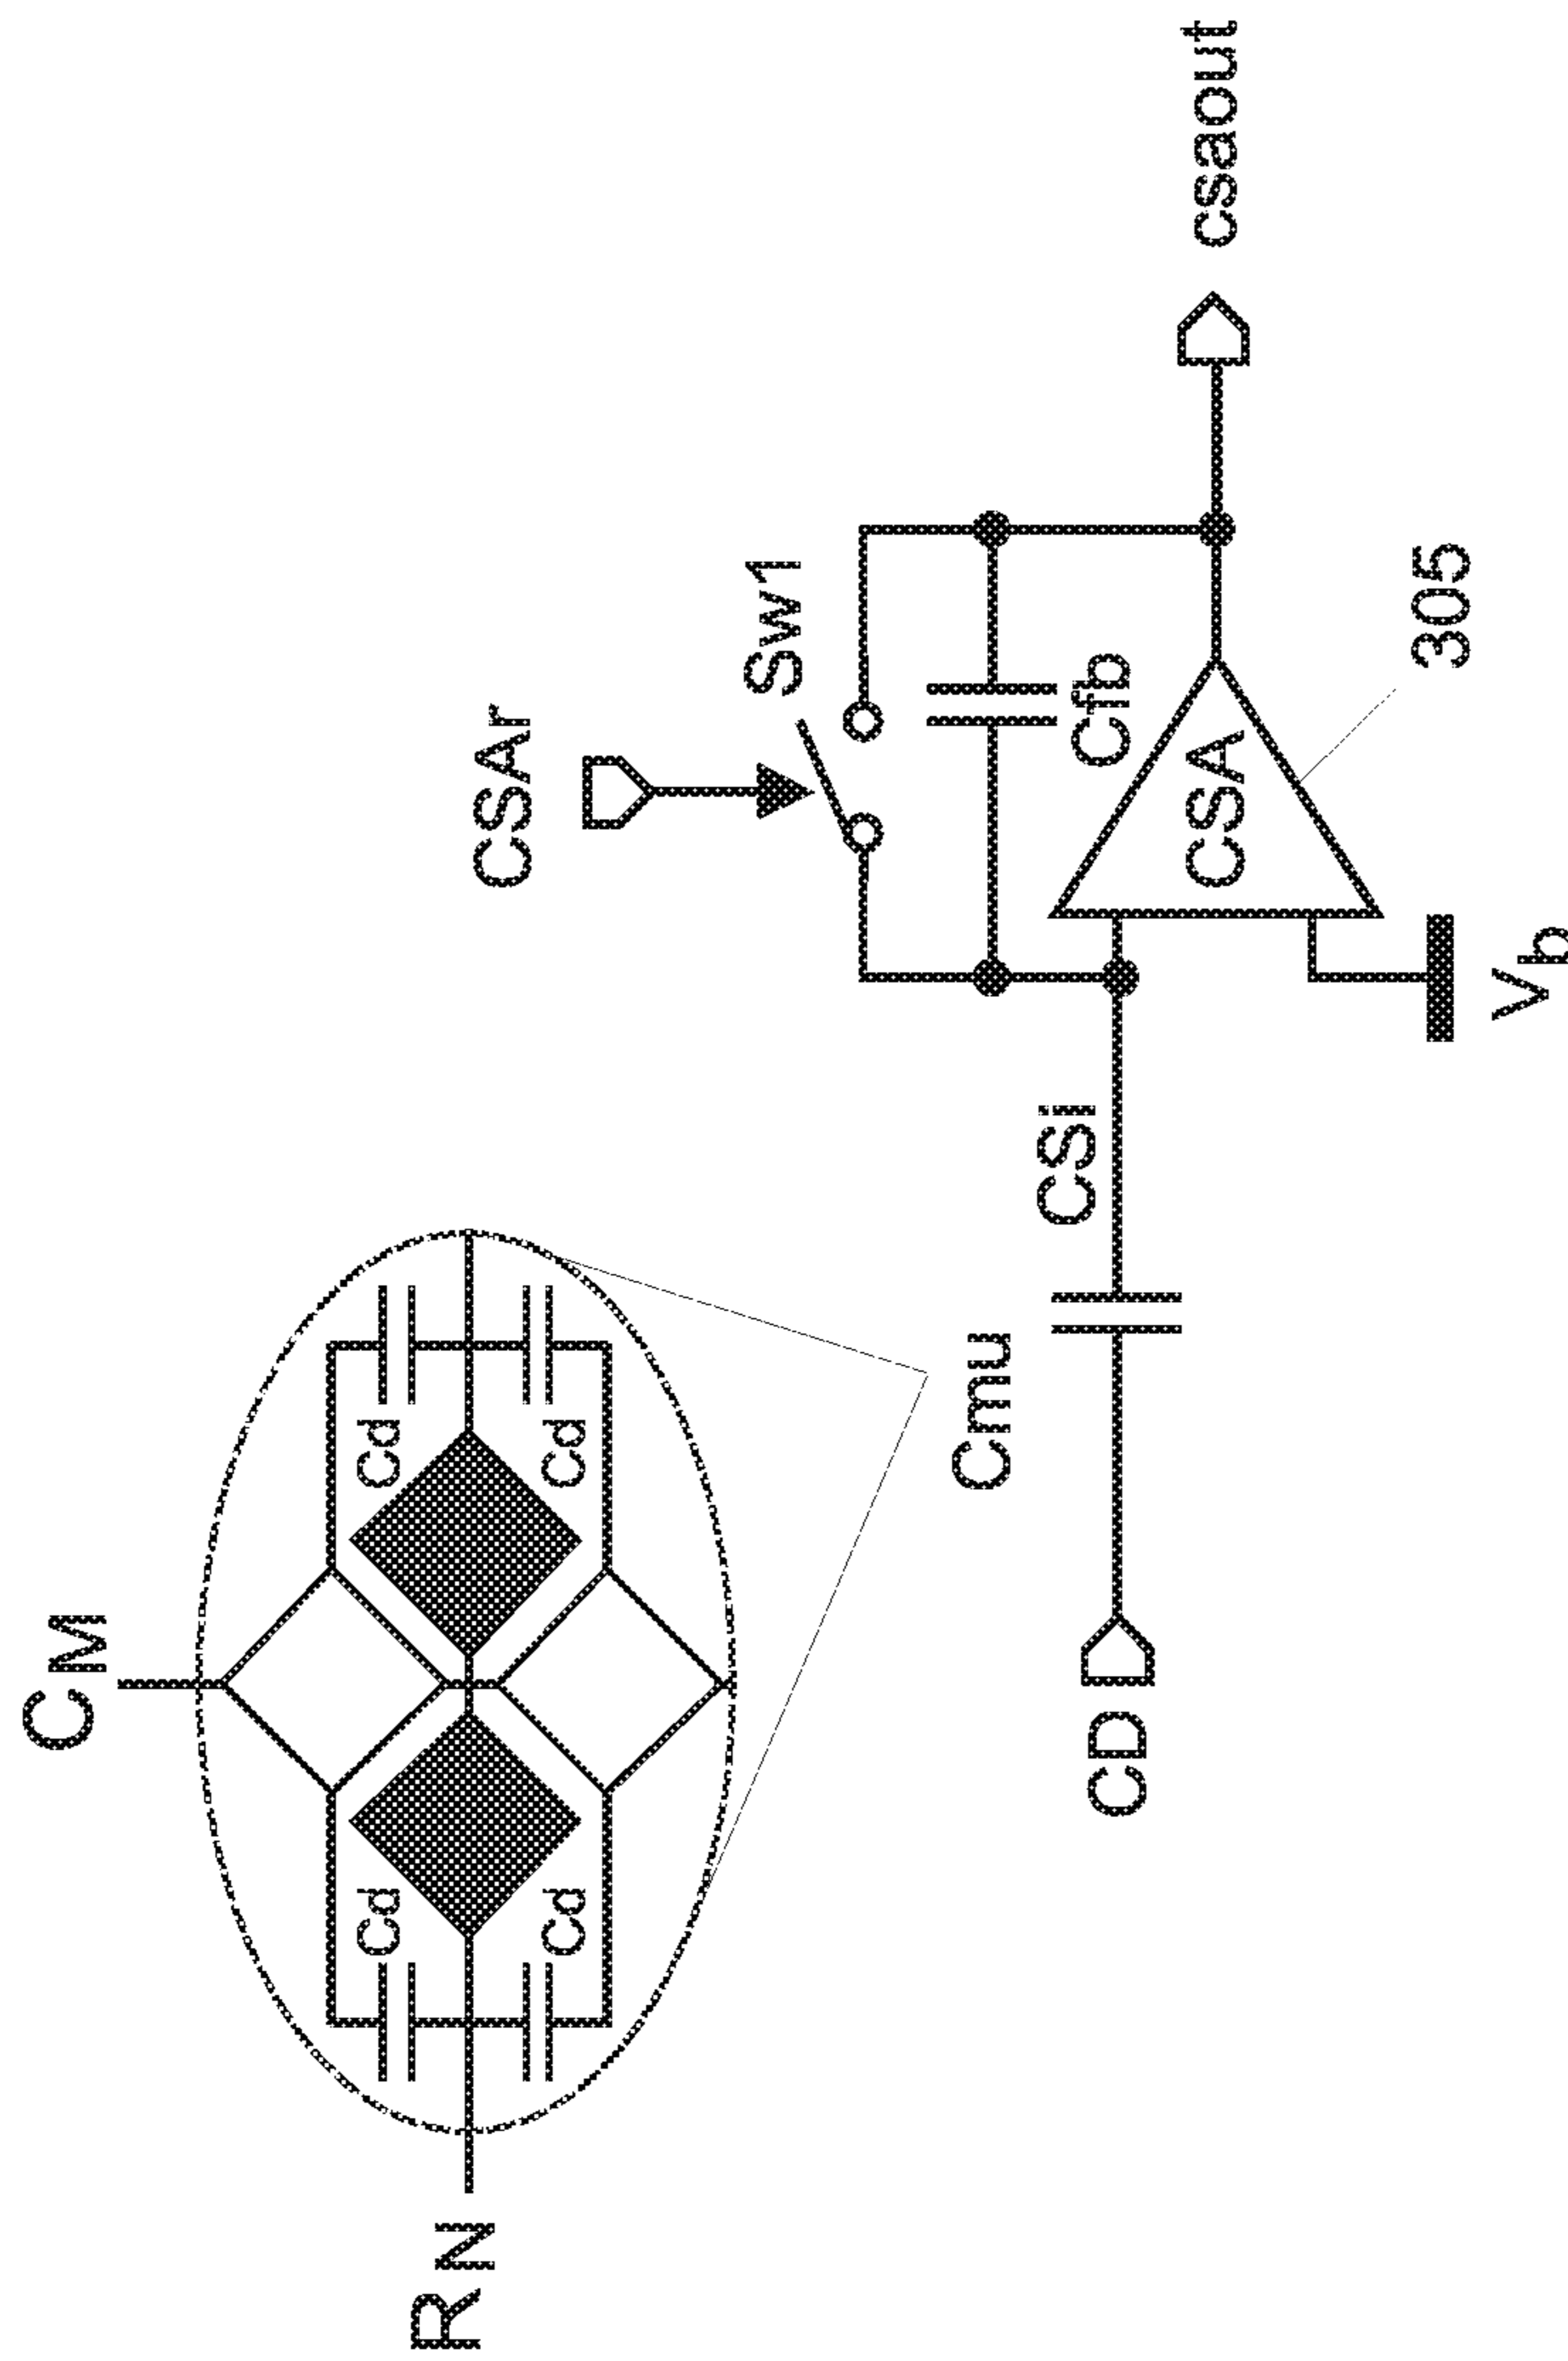 CM
RN
Cd
Cd
Cd
Cd
CSAr
Sw1
Cmu
Cfb
CSi
CD
CSA
csaout
305
Vb